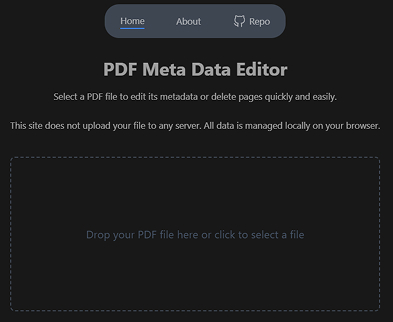 Home About Repo
PDF Meta Data Editor
Select a PDF file to edit its metadata or delete pages quickly and easily.
This site does not upload your file to any server. All data is managed locally on your browser.
Drop your PDF file here or click to select a file